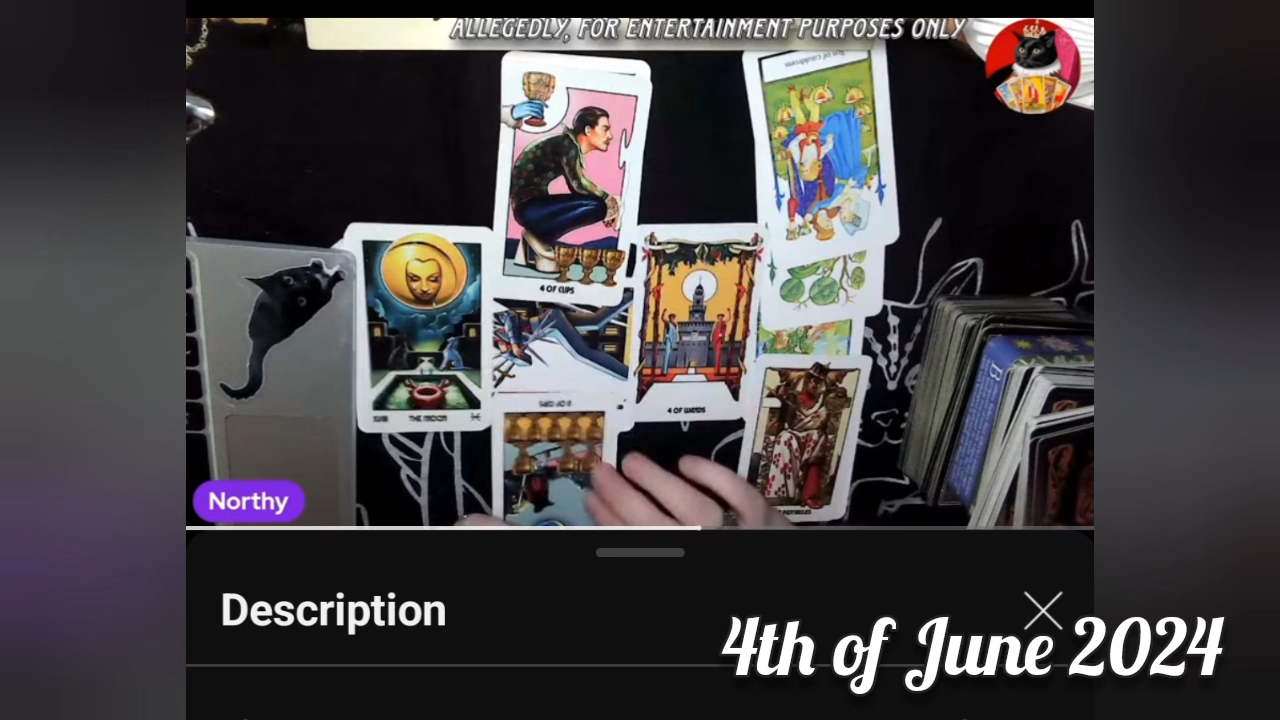 ALLEGEDLY, FOR ENTERTAINMENT PURPOSES ONLY
4 OF CUPS
XVIII THE MOON
4 OF WANDS
Northy
Description
4th of June 2024